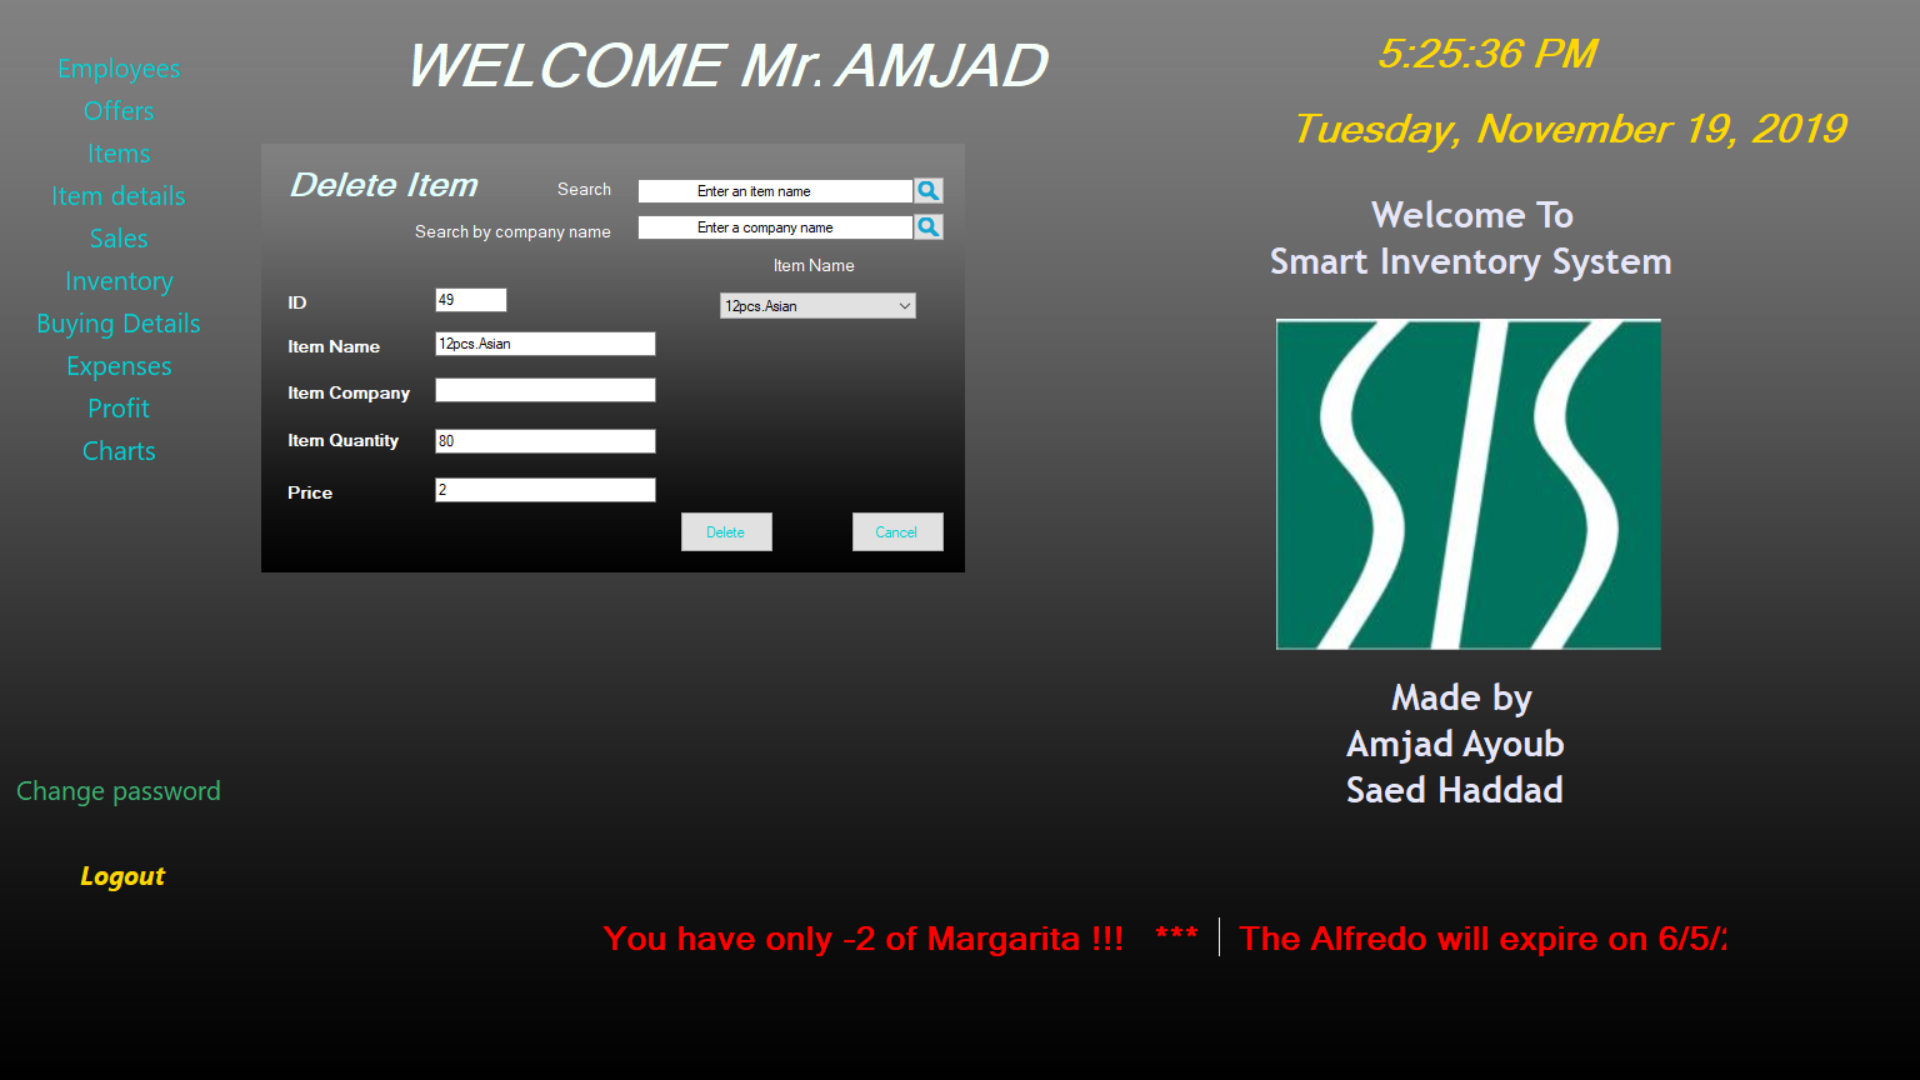 WELCOME Mr. AMJAD
5:25:36 PM
Tuesday, November 19, 2019
Employees
Offers
Items
Item details
Sales
Inventory
Buying Details
Expenses
Profit
Charts
Change password
Logout
Delete Item
Search
Enter an item name
Search by company name
Enter a company name
Item Name
12pcs.Asian
ID
49
Item Name
12pcs.Asian
Item Company
Item Quantity
80
Price
2
Delete
Cancel
Welcome To
Smart Inventory System
SIS
Made by
Amjad Ayoub
Saed Haddad
You have only -2 of Margarita !!! *** The Alfredo will expire on 6/5/